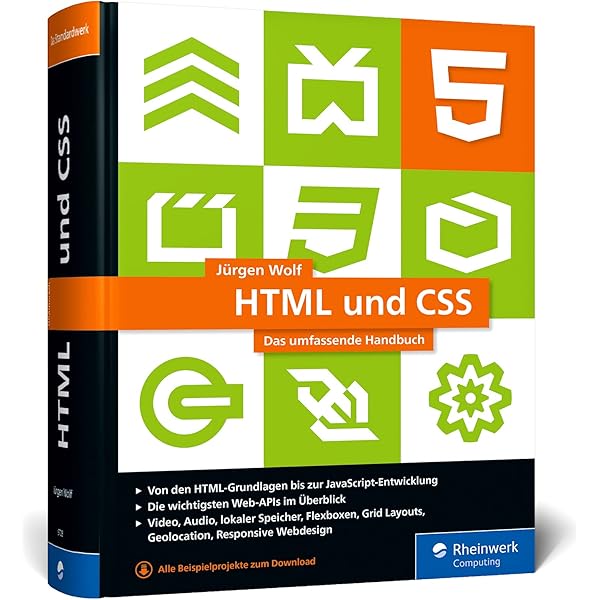 Das Standardwerk
HTML und CSS
Jürgen Wolf
Jürgen Wolf
HTML und CSS
Das umfassende Handbuch
Von den HTML-Grundlagen bis zur JavaScript-Entwicklung
Die wichtigsten Web-APIs im Überblick
Video, Audio, lokaler Speicher, Flexboxen, Grid Layouts,
Geolocation, Responsive Webdesign
Alle Beispielprojekte zum Download
Rheinwerk
Computing